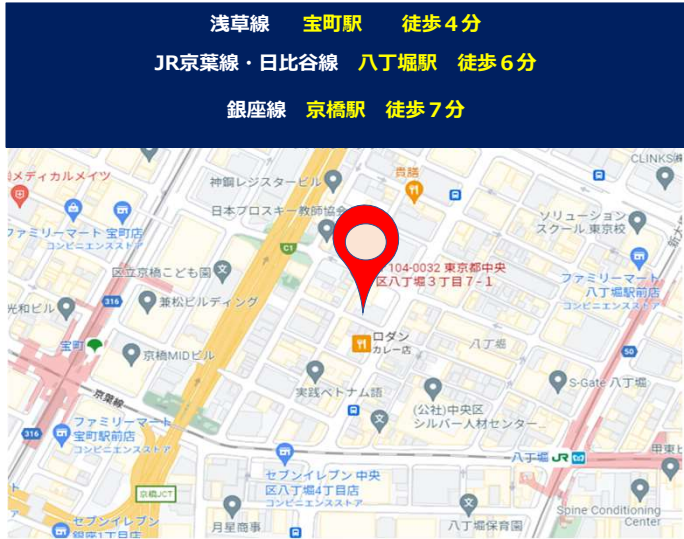 浅草線 宝町駅 徒歩4分
JR京葉線・日比谷線 八丁堀駅 徒歩6分
銀座線 京橋駅 徒歩7分
CLINKS㈱
メディカルメイツ
貴膳
神鋼レジスタービル
日本プロスキー教師協会
ソリューション
スクール 東京校
ファミリーマート 宝町店
コンビニエンスストア
C1
104-0032 東京都中央
区八丁堀3丁目7-1
区立京橋こども園
ファミリーマート
八丁堀駅前店
コンビニエンスストア
316
兼松ビルディング
光和ビル
ロダン
カレー店
八丁堀
宝町
京橋MIDビル
50
実践ベトナム語
S-Gate 八丁堀
京葉線
(公社)中央区
シルバー人材センター...
ファミリーマート
宝町駅前店
コンビニエンスストア
316
八丁堀 JR
セブンイレブン 中央
区八丁堀4丁目店
コンビニエンスストア
京橋JCT
月星商事
八丁堀保育園
Spine Conditioning
Center
セブンイレブン
銀座1丁目店